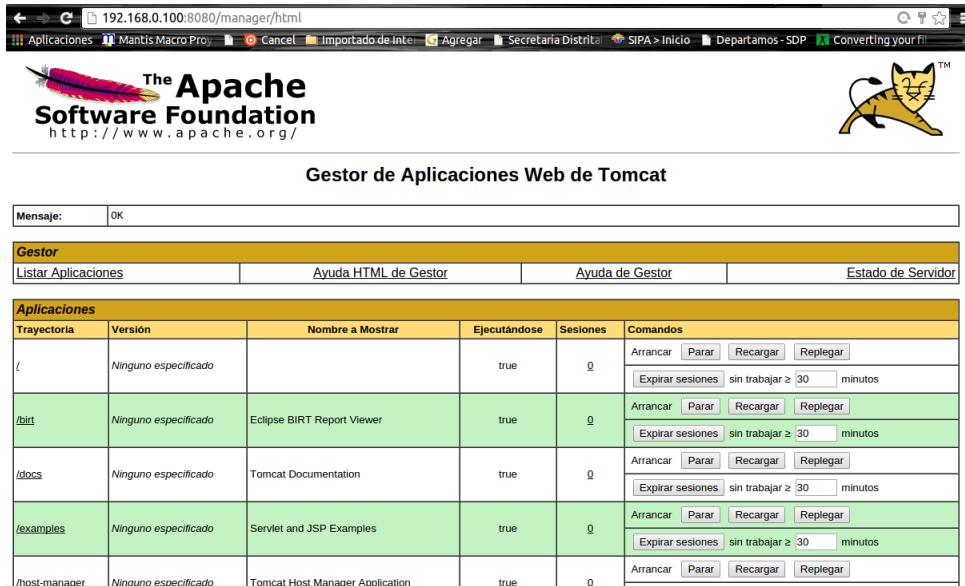 192.168.0.100:8080/manager/html
Aplicaciones Mantis Macro Proy Cancel Importado de Inte Agregar Secretaría Distrita SIPA > Inicio Departamos - SDP Converting your fil
The Apache
Software Foundation
http://www.apache.org/
TM
Gestor de Aplicaciones Web de Tomcat
Mensaje: OK
Gestor
Listar Aplicaciones Ayuda HTML de Gestor Ayuda de Gestor Estado de Servidor
Aplicaciones
Trayectoria Versión Nombre a Mostrar Ejecutándose Sesiones Comandos
/ Ninguno especificado true 0
Arrancar Parar Recargar Replegar
Expirar sesiones sin trabajar ≥ 30 minutos
/birt Ninguno especificado Eclipse BIRT Report Viewer true 0
Arrancar Parar Recargar Replegar
Expirar sesiones sin trabajar ≥ 30 minutos
/docs Ninguno especificado Tomcat Documentation true 0
Arrancar Parar Recargar Replegar
Expirar sesiones sin trabajar ≥ 30 minutos
/examples Ninguno especificado Servlet and JSP Examples true 0
Arrancar Parar Recargar Replegar
Expirar sesiones sin trabajar ≥ 30 minutos
/host-manager Ninguno especificado Tomcat Host Manager Application true 0
Arrancar Parar Recargar Replegar